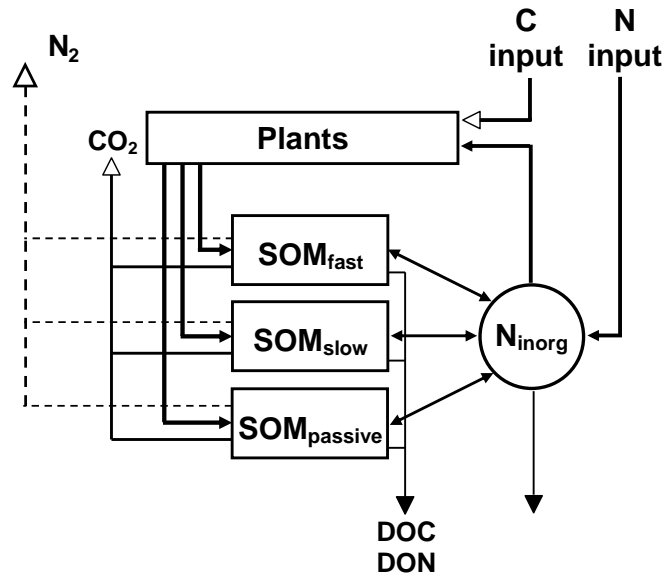 C
input
N
input
N₂
CO₂
Plants
SOMfast
SOMslow
Ninorg
SOMpassive
DOC
DON